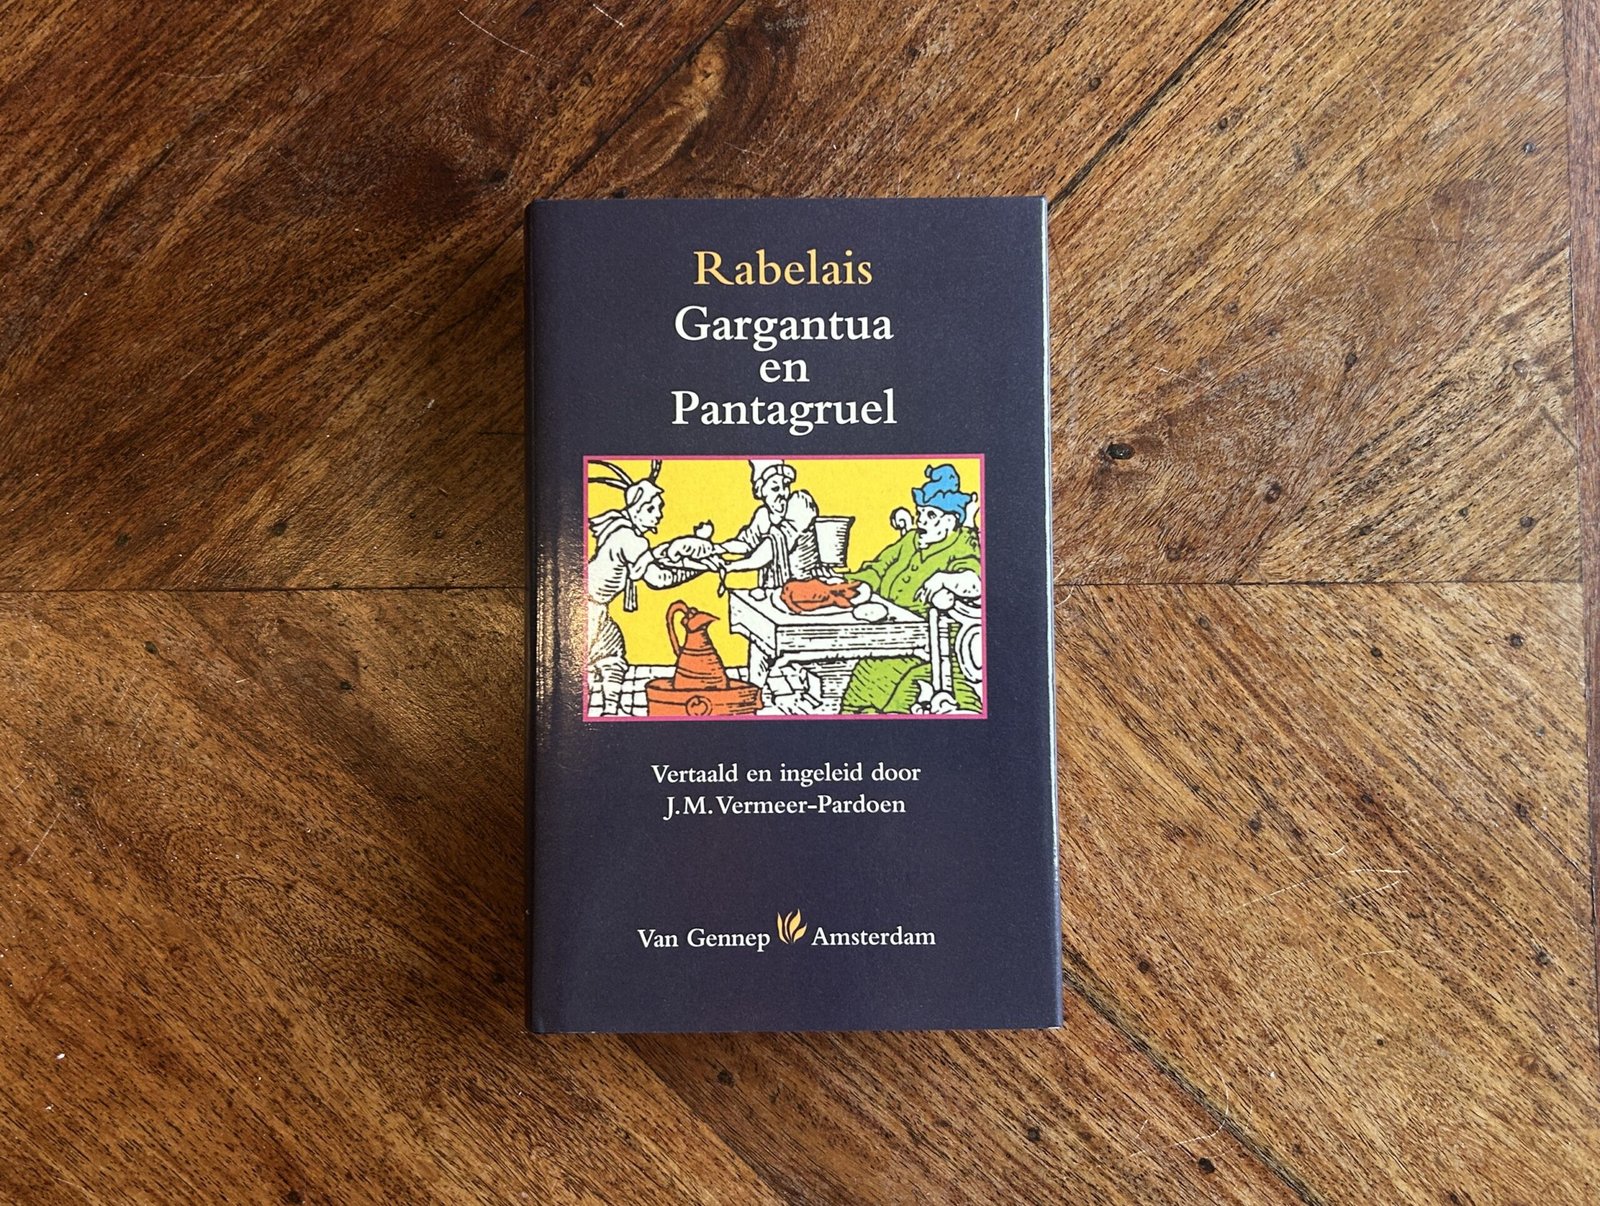 Rabelais
Gargantua
en
Pantagruel
Vertaald en ingeleid door
J.M. Vermeer-Pardoen
Van Gennep Amsterdam